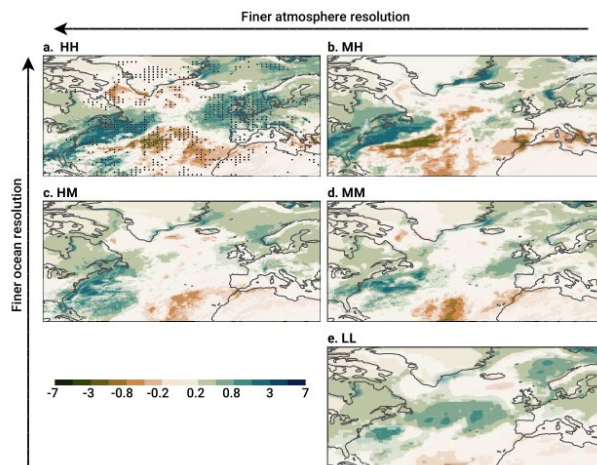 Finer atmosphere resolution
a. HH
b. MH
Finer ocean resolution
c. HM
d. MM
e. LL
-7 -3 -0.8 -0.2 0.2 0.8 3 7